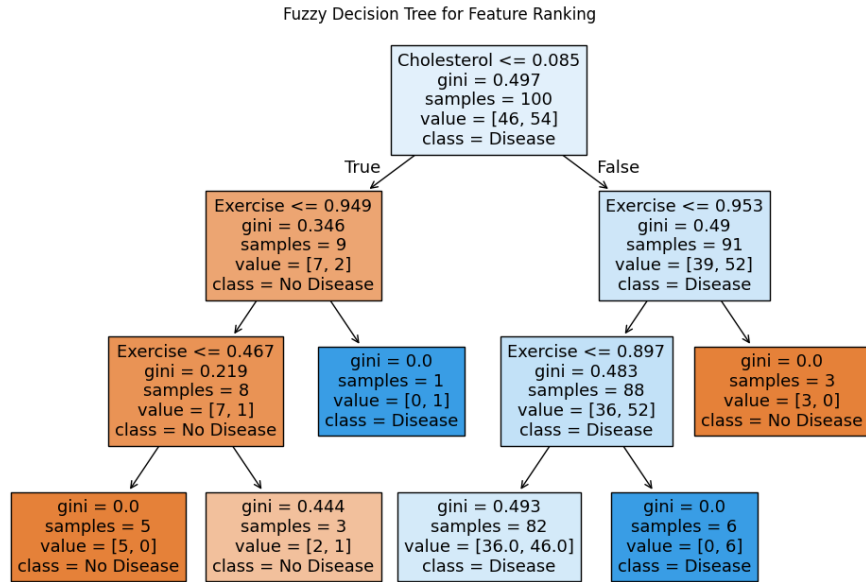 Fuzzy Decision Tree for Feature Ranking
Cholesterol <= 0.085
gini = 0.497
samples = 100
value = [46, 54]
class = Disease
True
False
Exercise <= 0.949
gini = 0.346
samples = 9
value = [7, 2]
class = No Disease
Exercise <= 0.953
gini = 0.49
samples = 91
value = [39, 52]
class = Disease
Exercise <= 0.467
gini = 0.219
samples = 8
value = [7, 1]
class = No Disease
gini = 0.0
samples = 1
value = [0, 1]
class = Disease
Exercise <= 0.897
gini = 0.483
samples = 88
value = [36, 52]
class = Disease
gini = 0.0
samples = 3
value = [3, 0]
class = No Disease
gini = 0.0
samples = 5
value = [5, 0]
class = No Disease
gini = 0.444
samples = 3
value = [2, 1]
class = No Disease
gini = 0.493
samples = 82
value = [36.0, 46.0]
class = Disease
gini = 0.0
samples = 6
value = [0, 6]
class = Disease